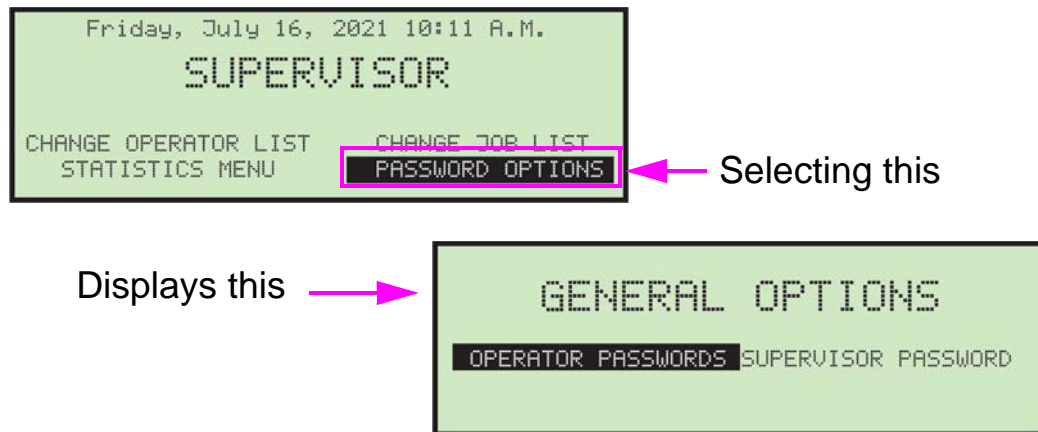 Friday, July 16, 2021 10:11 A.M.
SUPERVISOR
CHANGE OPERATOR LIST CHANGE JOB LIST
STATISTICS MENU PASSWORD OPTIONS
Selecting this
Displays this
GENERAL OPTIONS
OPERATOR PASSWORDS SUPERVISOR PASSWORD